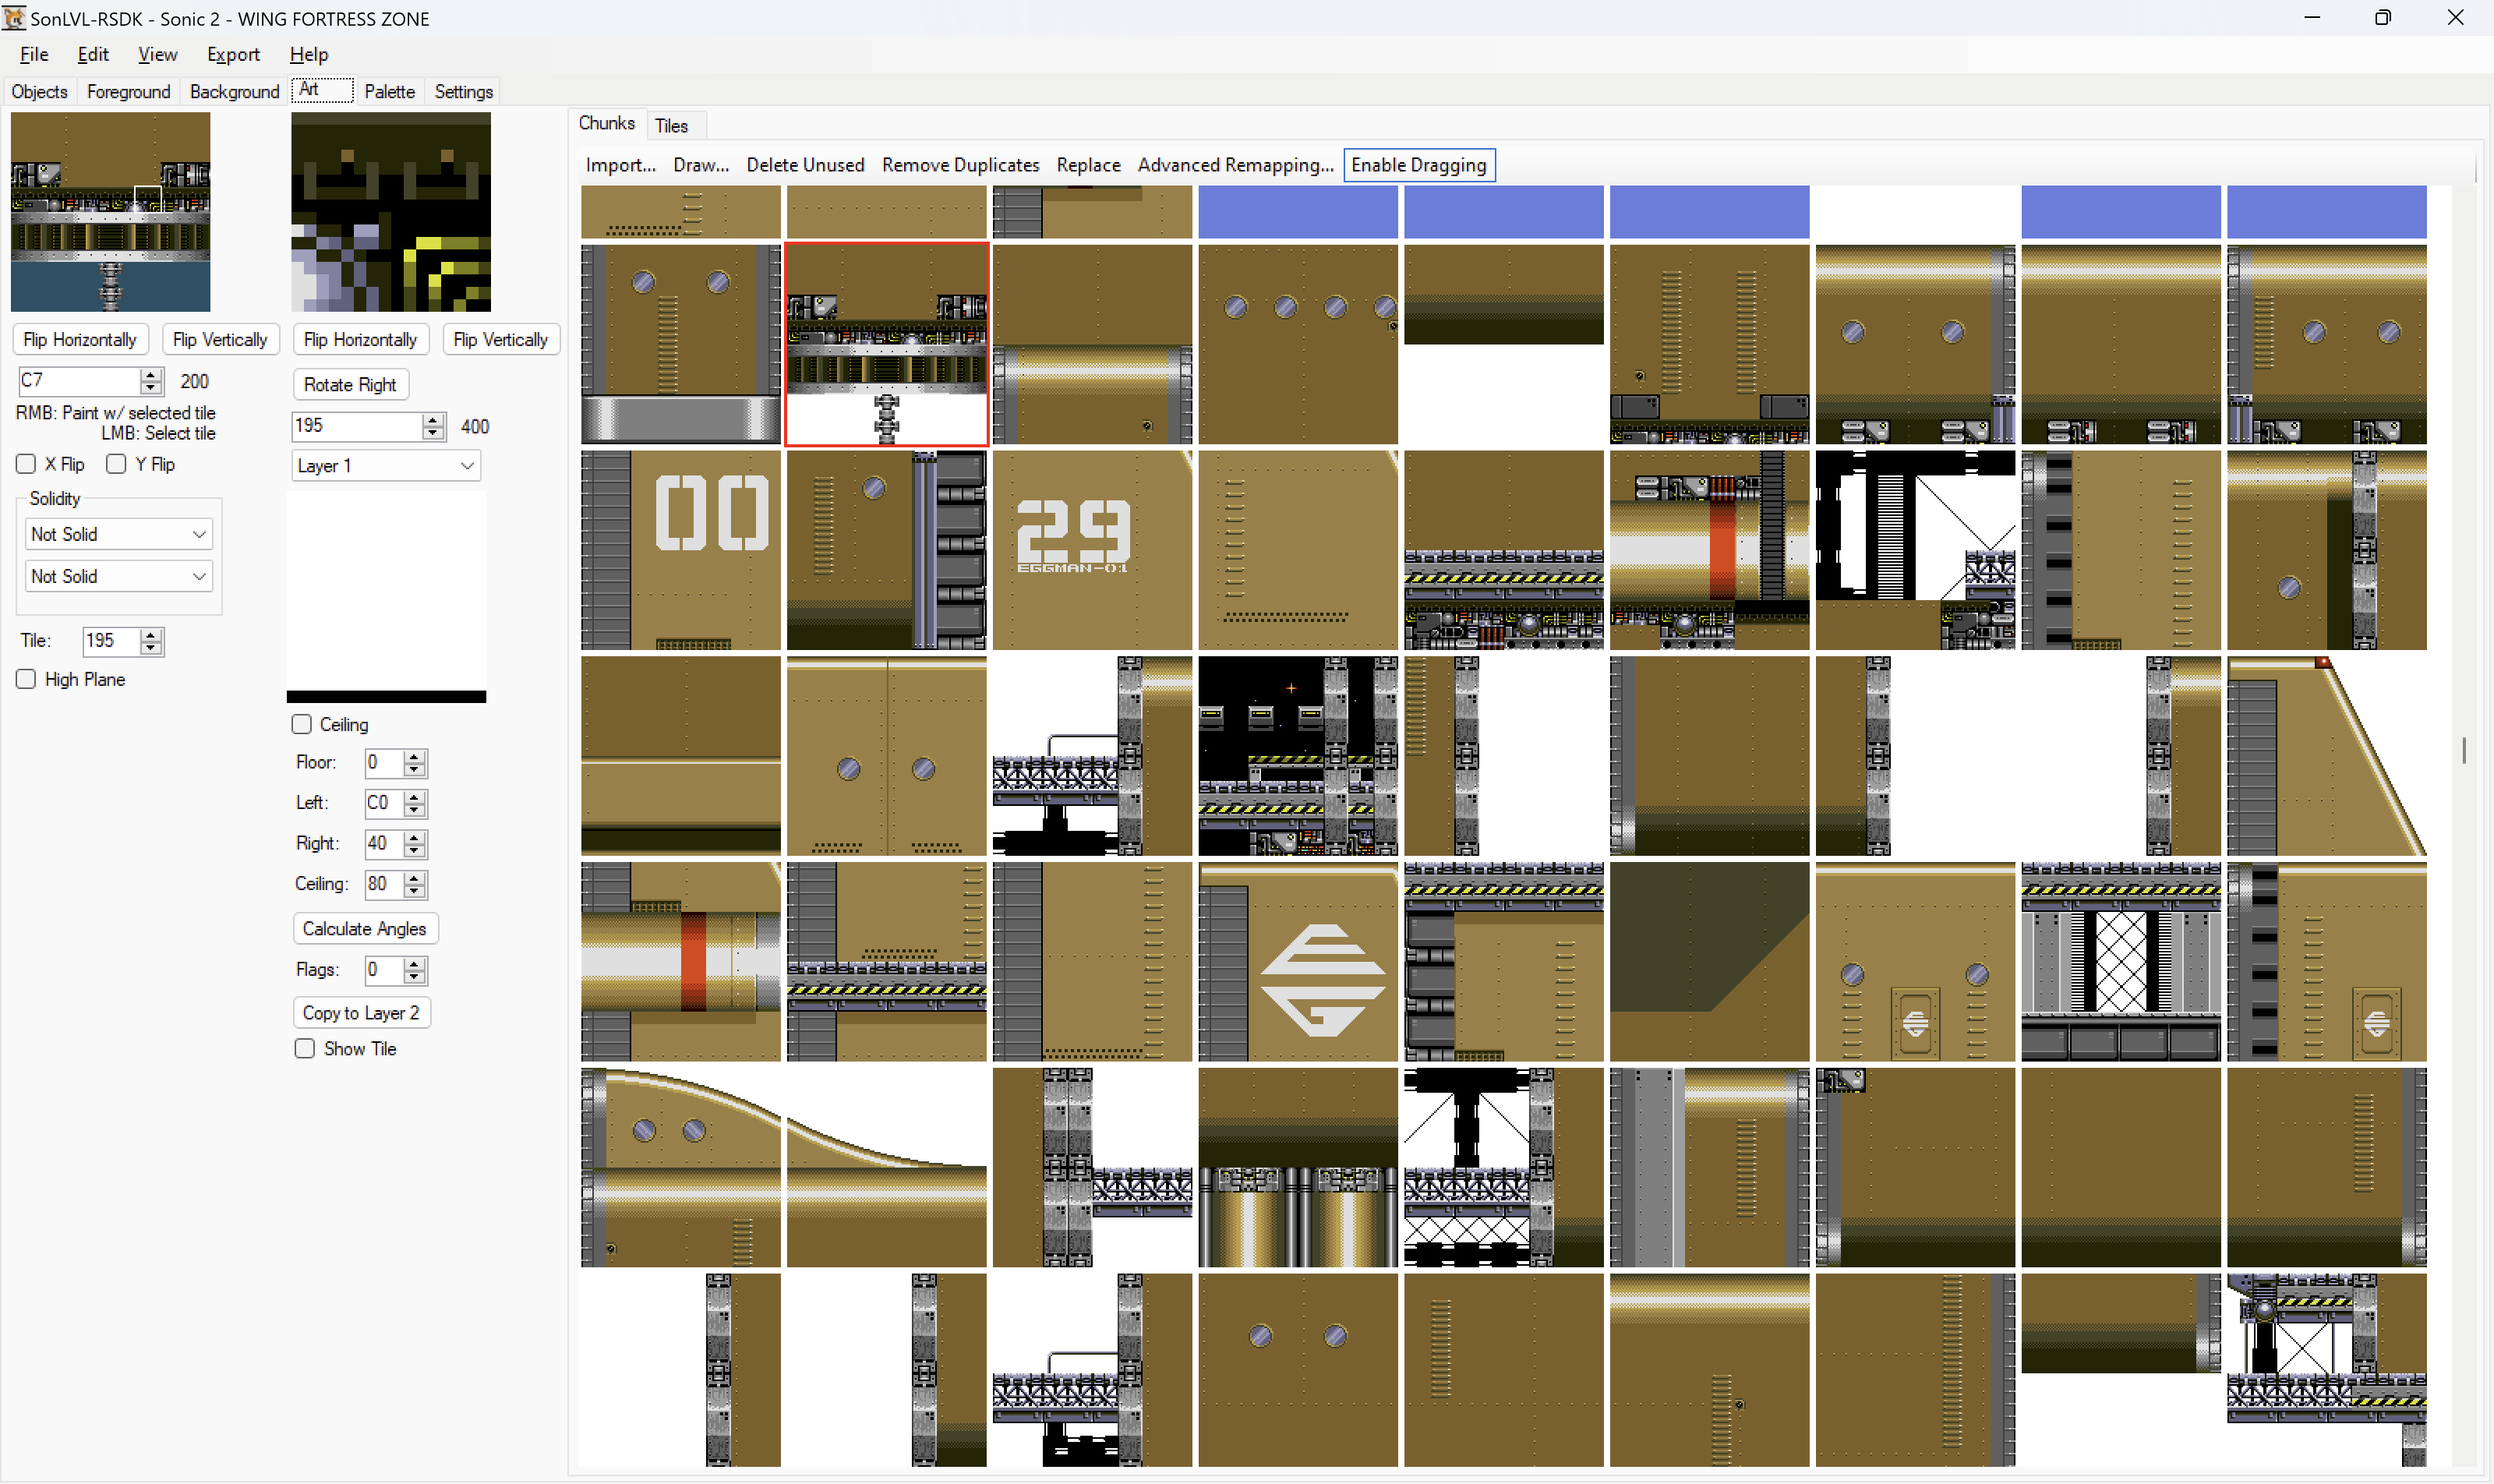 SonLVL-RSDK - Sonic 2 - WING FORTRESS ZONE
File Edit View Export Help
Objects Foreground Background Art Palette Settings
Chunks Tiles
Import... Draw... Delete Unused Remove Duplicates Replace Advanced Remapping... Enable Dragging
Flip Horizontally Flip Vertically Flip Horizontally Flip Vertically
C7 200
Rotate Right
RMB: Paint w/ selected tile
LMB: Select tile
195 400
X Flip Y Flip
Layer 1
Solidity
Not Solid
Not Solid
Tile: 195
High Plane
Ceiling
Floor: 0
Left: C0
Right: 40
Ceiling: 80
Calculate Angles
Flags: 0
Copy to Layer 2
Show Tile
00
29
EGGMAN-01